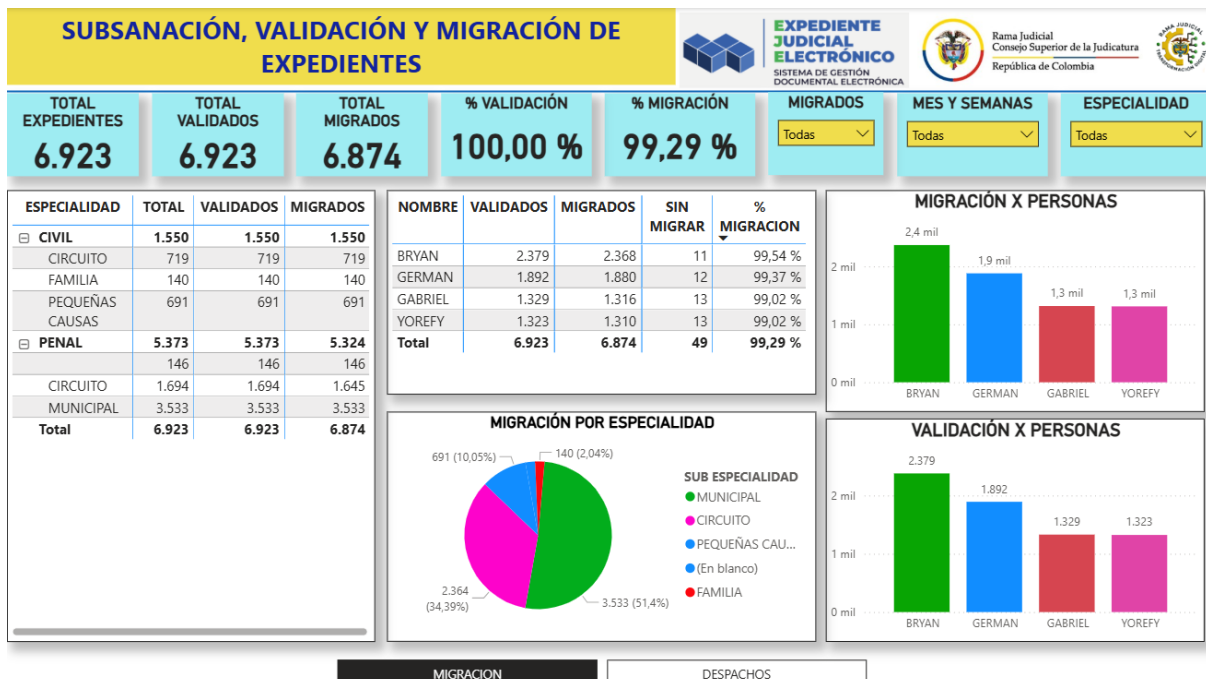 SUBSANACIÓN, VALIDACIÓN Y MIGRACIÓN DE
EXPEDIENTES
EXPEDIENTE
JUDICIAL
ELECTRÓNICO
SISTEMA DE GESTIÓN
DOCUMENTAL ELECTRÓNICA
Rama Judicial
Consejo Superior de la Judicatura
República de Colombia
RAMA JUDICIAL
TRANSFORMACIÓN DIGITAL
TOTAL
EXPEDIENTES
6.923
TOTAL
VALIDADOS
6.923
TOTAL
MIGRADOS
6.874
% VALIDACIÓN
100,00 %
% MIGRACIÓN
99,29 %
MIGRADOS
Todas
MES Y SEMANAS
Todas
ESPECIALIDAD
Todas
ESPECIALIDAD TOTAL VALIDADOS MIGRADOS
CIVIL 1.550 1.550 1.550
CIRCUITO 719 719 719
FAMILIA 140 140 140
PEQUEÑAS 691 691 691
CAUSAS
PENAL 5.373 5.373 5.324
146 146 146
CIRCUITO 1.694 1.694 1.645
MUNICIPAL 3.533 3.533 3.533
Total 6.923 6.923 6.874
NOMBRE VALIDADOS MIGRADOS SIN %
MIGRAR MIGRACION
BRYAN 2.379 2.368 11 99,54 %
GERMAN 1.892 1.880 12 99,37 %
GABRIEL 1.329 1.316 13 99,02 %
YOREFY 1.323 1.310 13 99,02 %
Total 6.923 6.874 49 99,29 %
MIGRACIÓN POR ESPECIALIDAD
691 (10,05%)
140 (2,04%)
2.364
(34,39%)
3.533 (51,4%)
SUB ESPECIALIDAD
MUNICIPAL
CIRCUITO
PEQUEÑAS CAU...
(En blanco)
FAMILIA
MIGRACIÓN X PERSONAS
2,4 mil
1,9 mil
1,3 mil 1,3 mil
2 mil
1 mil
0 mil
BRYAN GERMAN GABRIEL YOREFY
VALIDACIÓN X PERSONAS
2.379
1.892
1.329 1.323
2 mil
1 mil
0 mil
BRYAN GERMAN GABRIEL YOREFY
MIGRACION
DESPACHOS